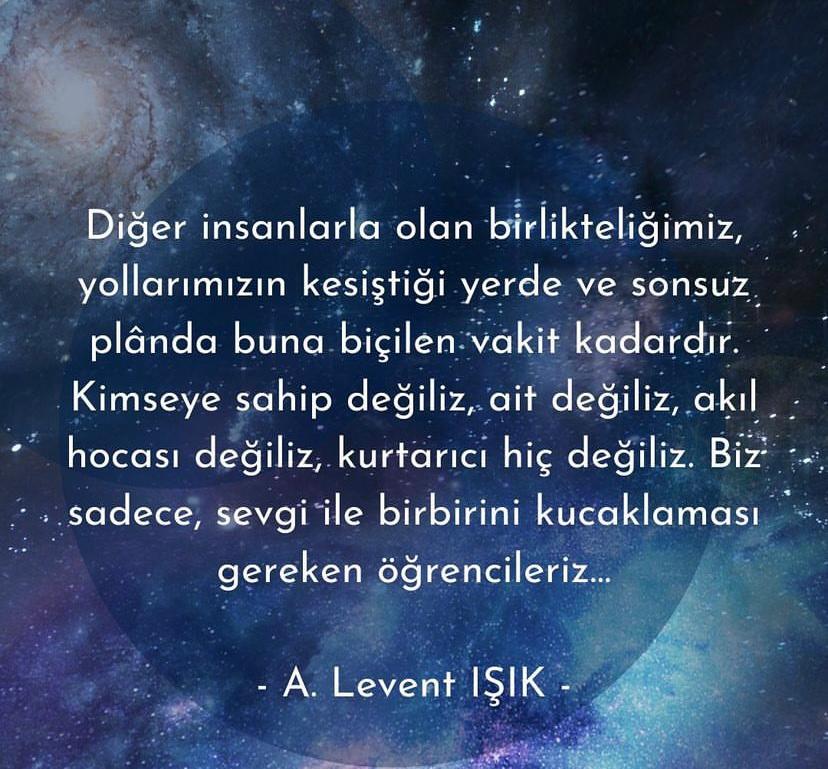 Diğer insanlarla olan birlikteliğimiz,
yollarımızın kesiştiği yerde ve sonsuz
plânda buna biçilen vakit kadardır.
Kimseye sahip değiliz, ait değiliz, akıl
hocası değiliz, kurtarıcı hiç değiliz. Biz
sadece, sevgi ile birbirini kucaklaması
gereken öğrencileriz...
- A. Levent IŞIK -